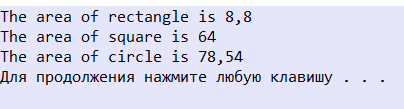 The area of rectangle is 8,8
The area of square is 64
The area of circle is 78,54
Для продолжения нажмите любую клавишу . . .